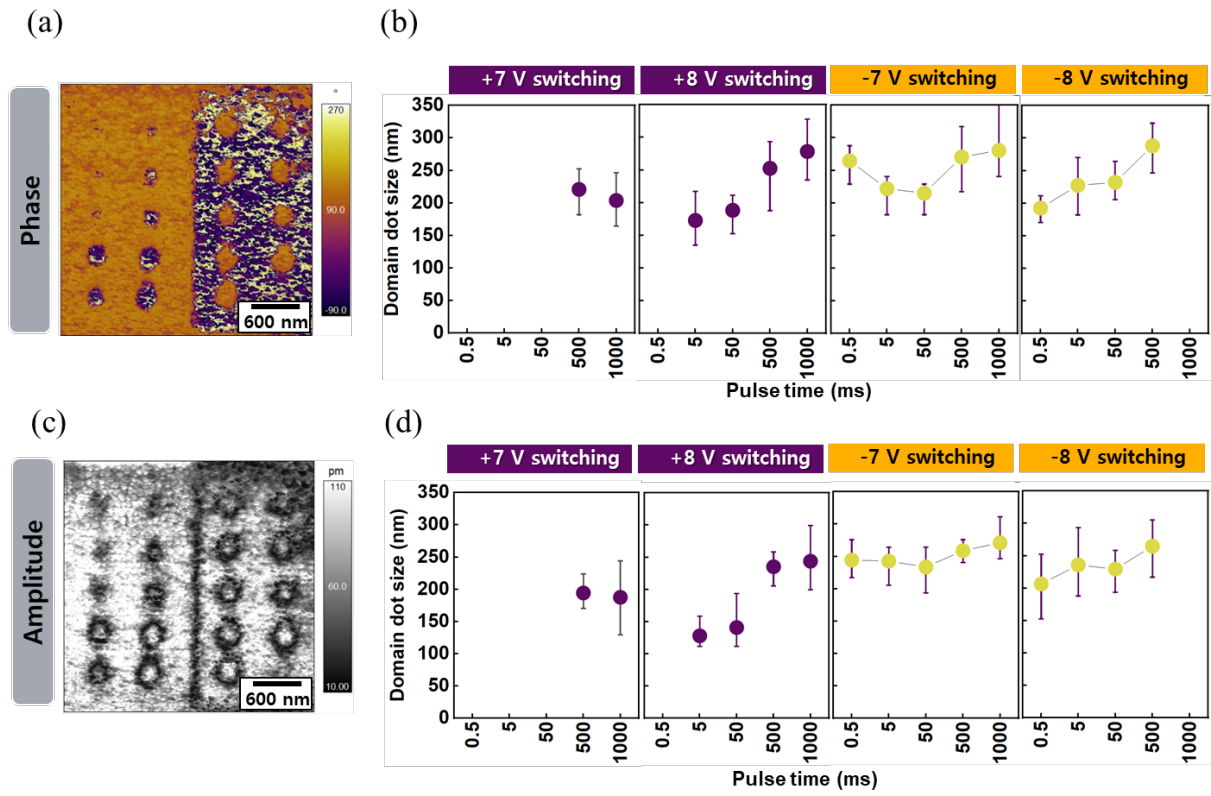 (a)
Phase
°
270
90.0
-90.0
600 nm
(b)
+7 V switching
+8 V switching
-7 V switching
-8 V switching
Domain dot size (nm)
350
300
250
200
150
100
50
0
0.5 5 50 500 1000
0.5 5 50 500 1000
0.5 5 50 500 1000
0.5 5 50 500 1000
Pulse time (ms)
(c)
Amplitude
pm
110
60.0
10.00
600 nm
(d)
+7 V switching
+8 V switching
-7 V switching
-8 V switching
Domain dot size (nm)
350
300
250
200
150
100
50
0
0.5 5 50 500 1000
0.5 5 50 500 1000
0.5 5 50 500 1000
0.5 5 50 500 1000
Pulse time (ms)